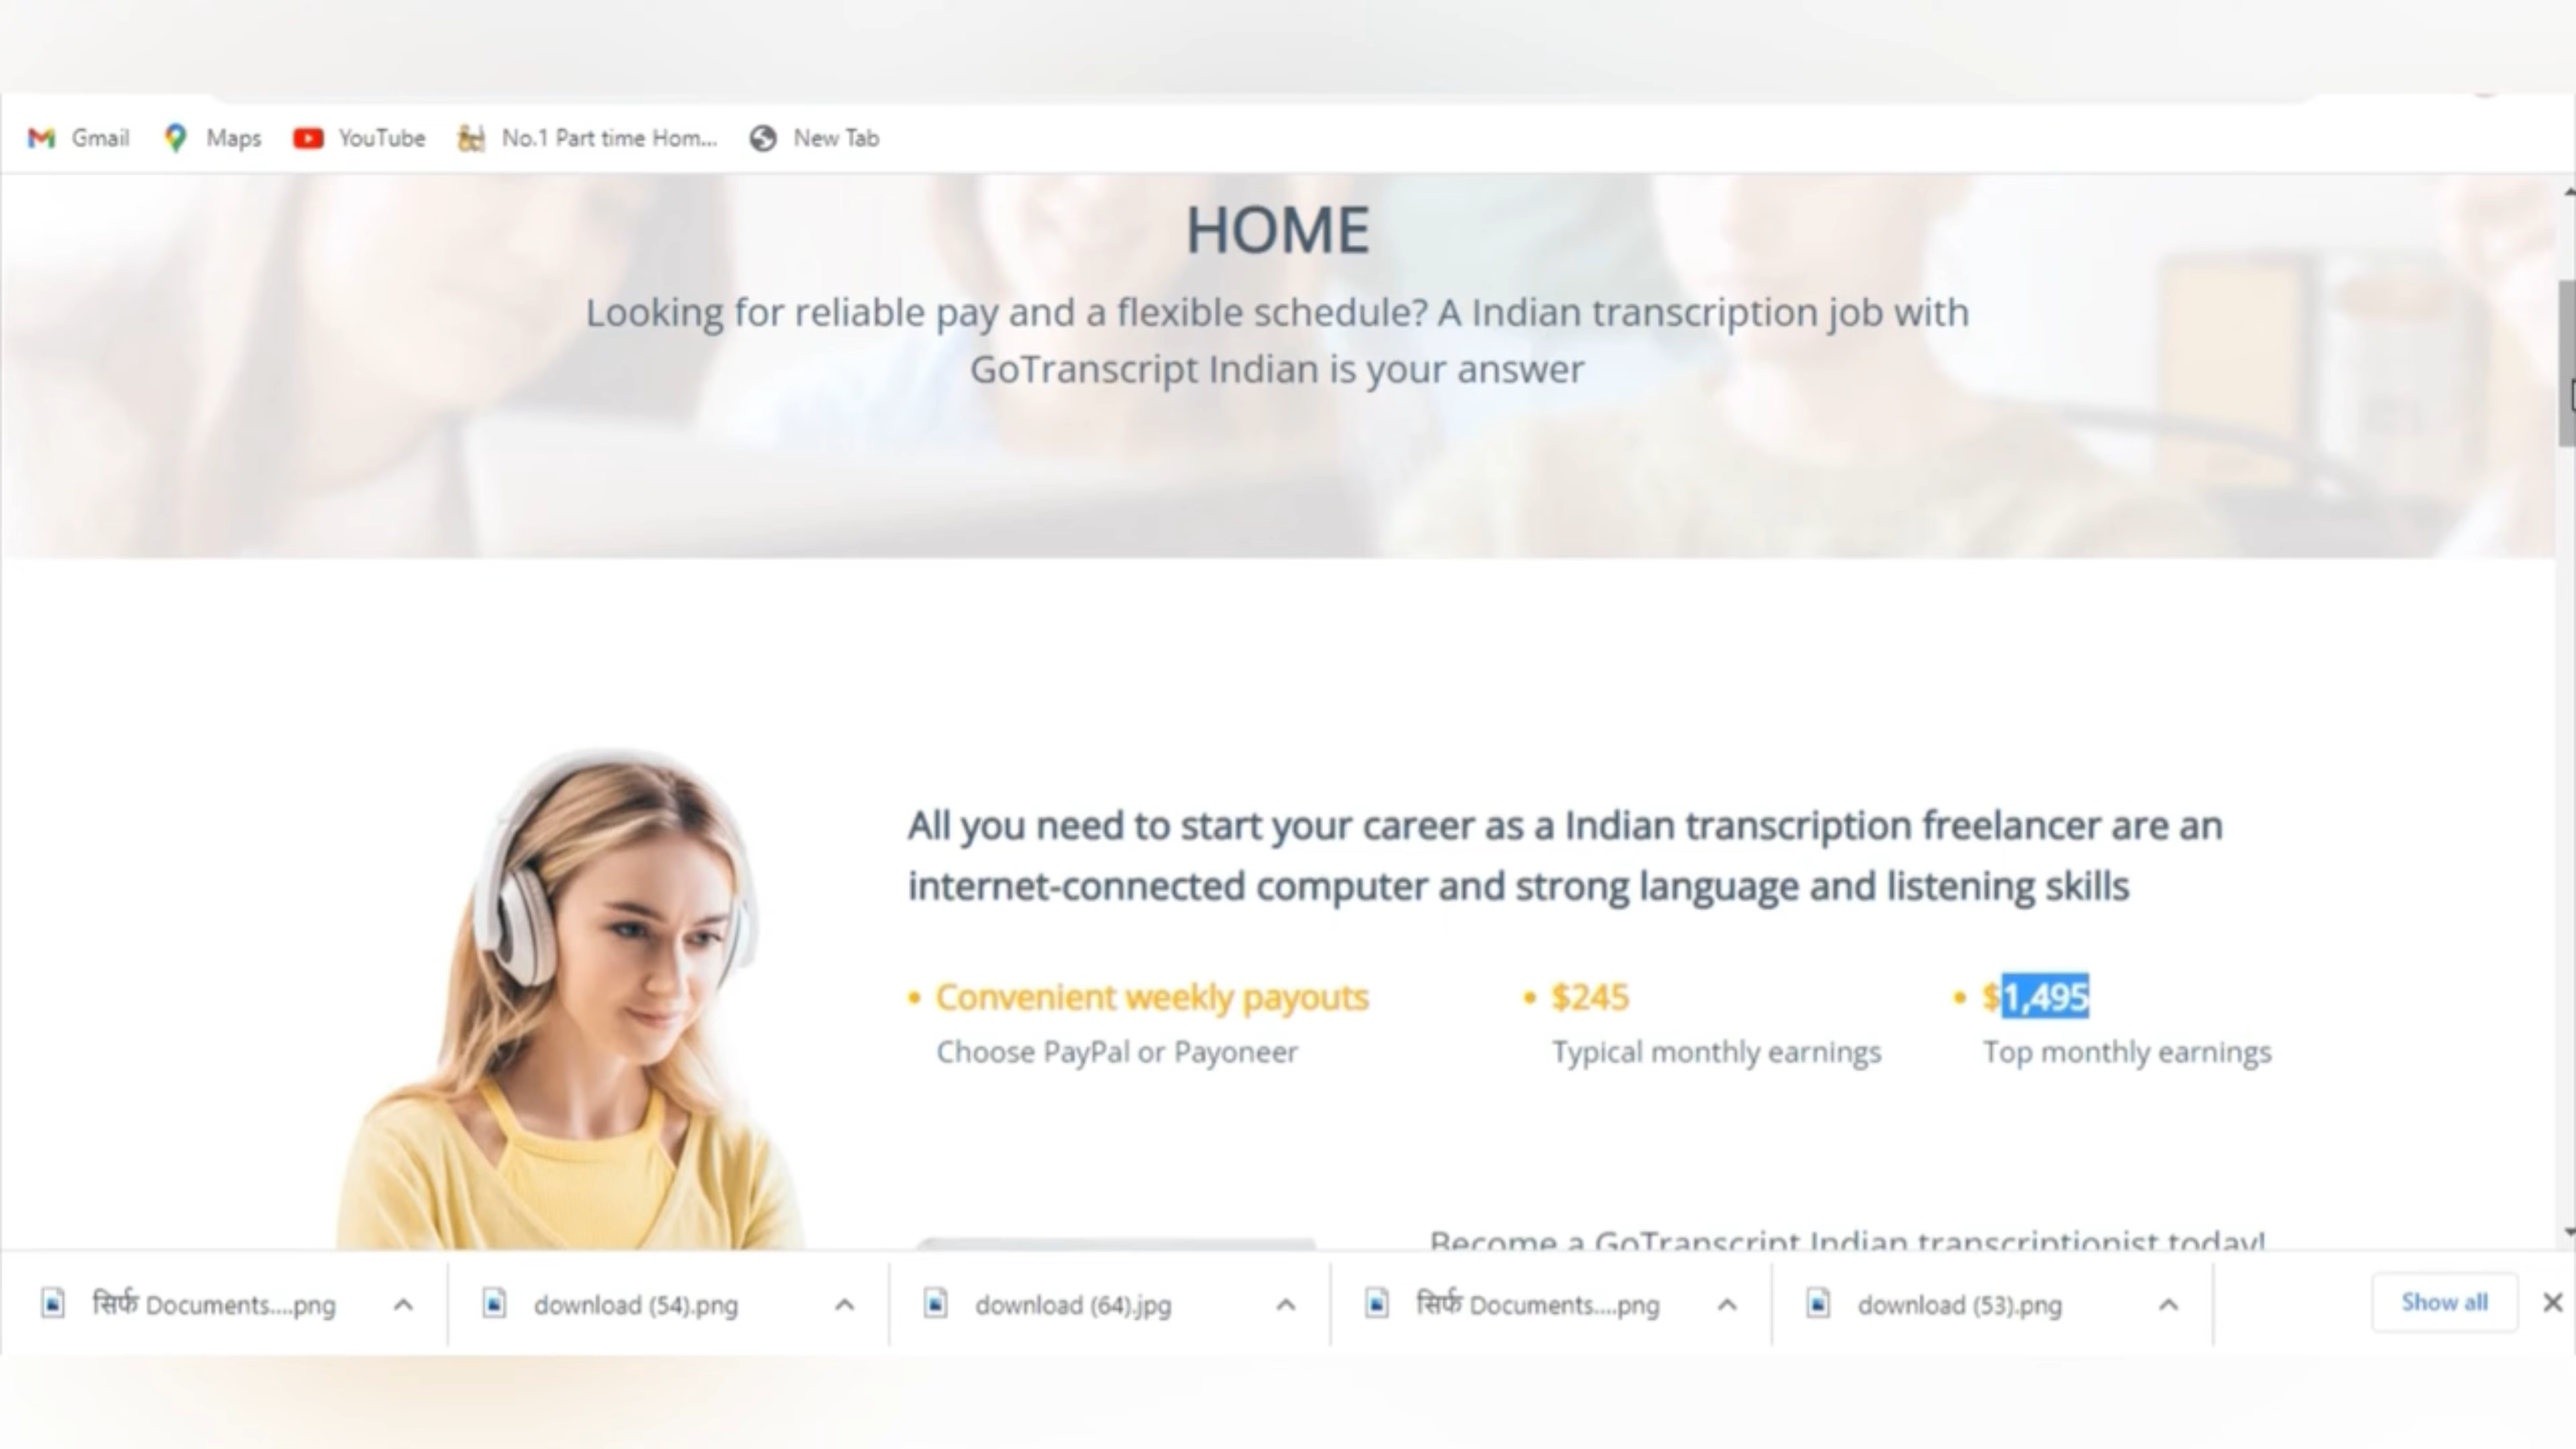 Gmail Maps YouTube No.1 Part time Hom... New Tab
HOME
Looking for reliable pay and a flexible schedule? A Indian transcription job with
GoTranscript Indian is your answer
All you need to start your career as a Indian transcription freelancer are an
internet-connected computer and strong language and listening skills
• Convenient weekly payouts
Choose PayPal or Payoneer
• $245
Typical monthly earnings
• $1,495
Top monthly earnings
Become a GoTranscript Indian transcriptionist today!
सिर्फ Documents....png download (54).png download (64).jpg सिर्फ Documents....png download (53).png Show all